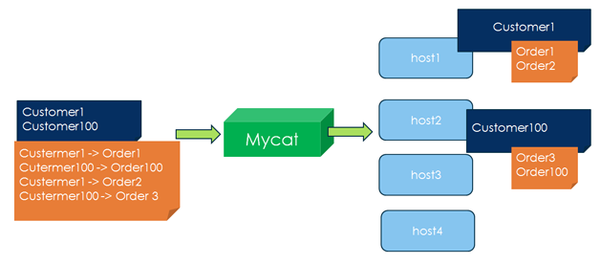 Customer1
Customer100
Custermer1 -> Order1
Cutermer100 -> Order100
Custermer1 -> Order2
Custermer100 -> Order 3
Mycat
host1
Customer1
Order1
Order2
host2
Customer100
host3
Order3
Order100
host4